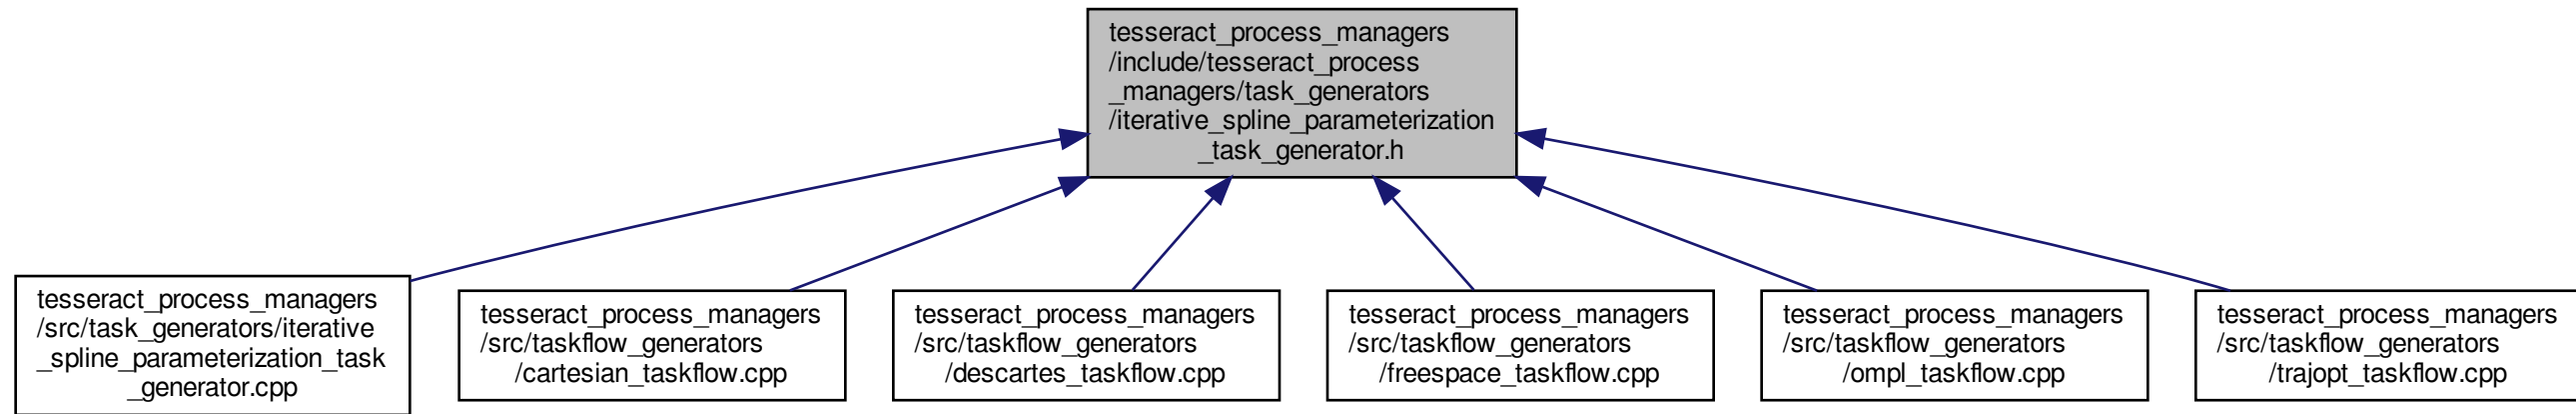 tesseract_process_managers
/include/tesseract_process
_managers/task_generators
/iterative_spline_parameterization
_task_generator.h
tesseract_process_managers
/src/task_generators/iterative
_spline_parameterization_task
_generator.cpp
tesseract_process_managers
/src/taskflow_generators
/cartesian_taskflow.cpp
tesseract_process_managers
/src/taskflow_generators
/descartes_taskflow.cpp
tesseract_process_managers
/src/taskflow_generators
/freespace_taskflow.cpp
tesseract_process_managers
/src/taskflow_generators
/ompl_taskflow.cpp
tesseract_process_managers
/src/taskflow_generators
/trajopt_taskflow.cpp